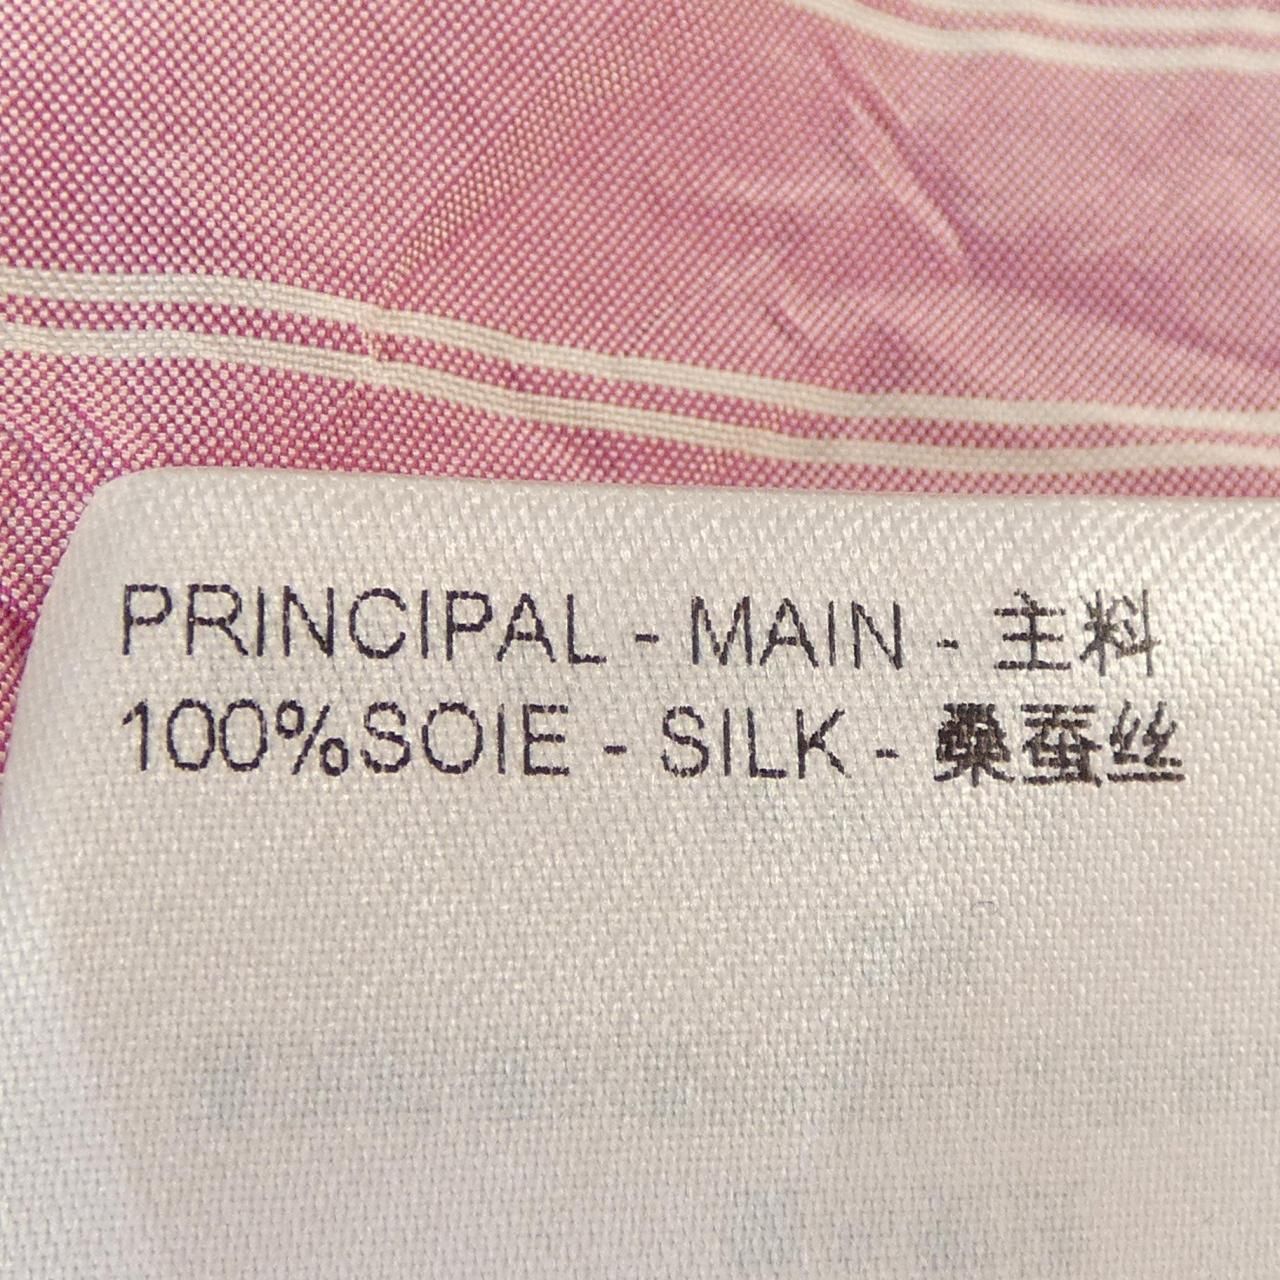 PRINCIPAL - MAIN - 主料
100%SOIE - SILK - 桑蚕丝